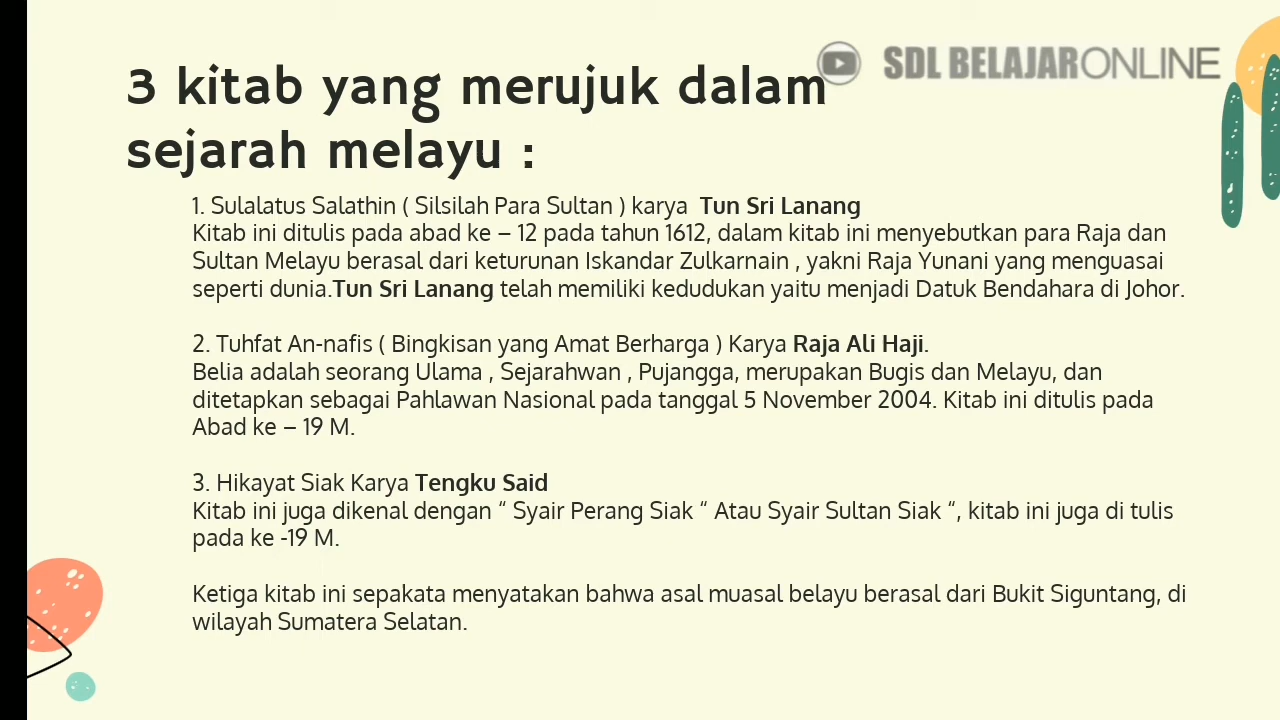 SDL BELAJARONLINE
3 kitab yang merujuk dalam
sejarah melayu :
1. Sulalatus Salathin ( Silsilah Para Sultan ) karya Tun Sri Lanang
Kitab ini ditulis pada abad ke – 12 pada tahun 1612, dalam kitab ini menyebutkan para Raja dan
Sultan Melayu berasal dari keturunan Iskandar Zulkarnain , yakni Raja Yunani yang menguasai
seperti dunia.Tun Sri Lanang telah memiliki kedudukan yaitu menjadi Datuk Bendahara di Johor.
2. Tuhfat An-nafis ( Bingkisan yang Amat Berharga ) Karya Raja Ali Haji.
Belia adalah seorang Ulama , Sejarahwan , Pujangga, merupakan Bugis dan Melayu, dan
ditetapkan sebagai Pahlawan Nasional pada tanggal 5 November 2004. Kitab ini ditulis pada
Abad ke – 19 M.
3. Hikayat Siak Karya Tengku Said
Kitab ini juga dikenal dengan “ Syair Perang Siak “ Atau Syair Sultan Siak “, kitab ini juga di tulis
pada ke -19 M.
Ketiga kitab ini sepakata menyatakan bahwa asal muasal belayu berasal dari Bukit Siguntang, di
wilayah Sumatera Selatan.